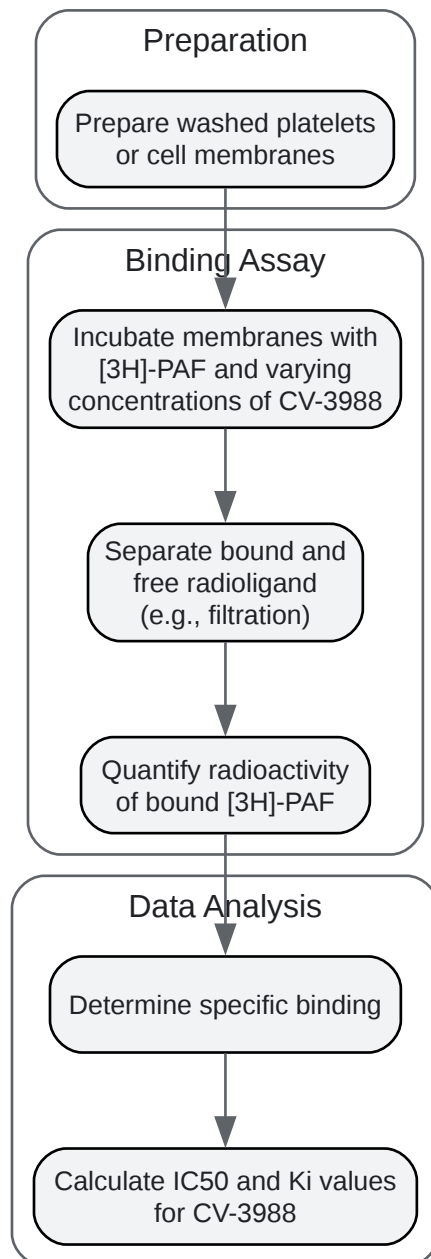 Preparation
Prepare washed platelets
or cell membranes
Binding Assay
Incubate membranes with
[3H]-PAF and varying
concentrations of CV-3988
Separate bound and
free radioligand
(e.g., filtration)
Quantify radioactivity
of bound [3H]-PAF
Data Analysis
Determine specific binding
Calculate IC50 and Ki values
for CV-3988